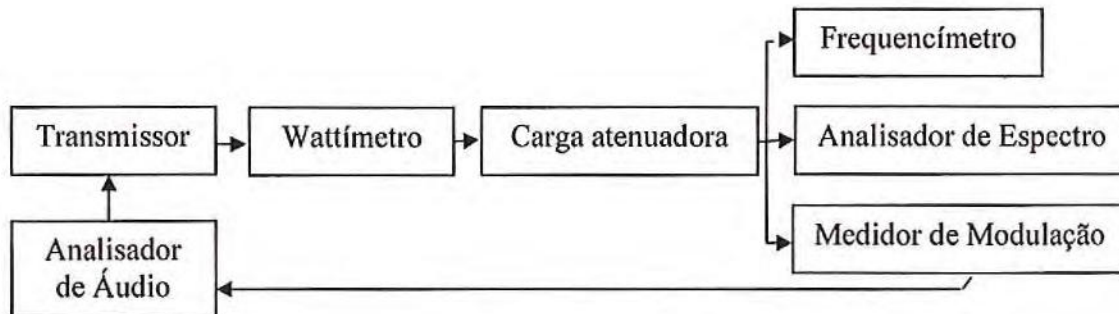 Frequencímetro
Transmissor
Wattímetro
Carga atenuadora
Analisador de Espectro
Medidor de Modulação
Analisador
de Áudio